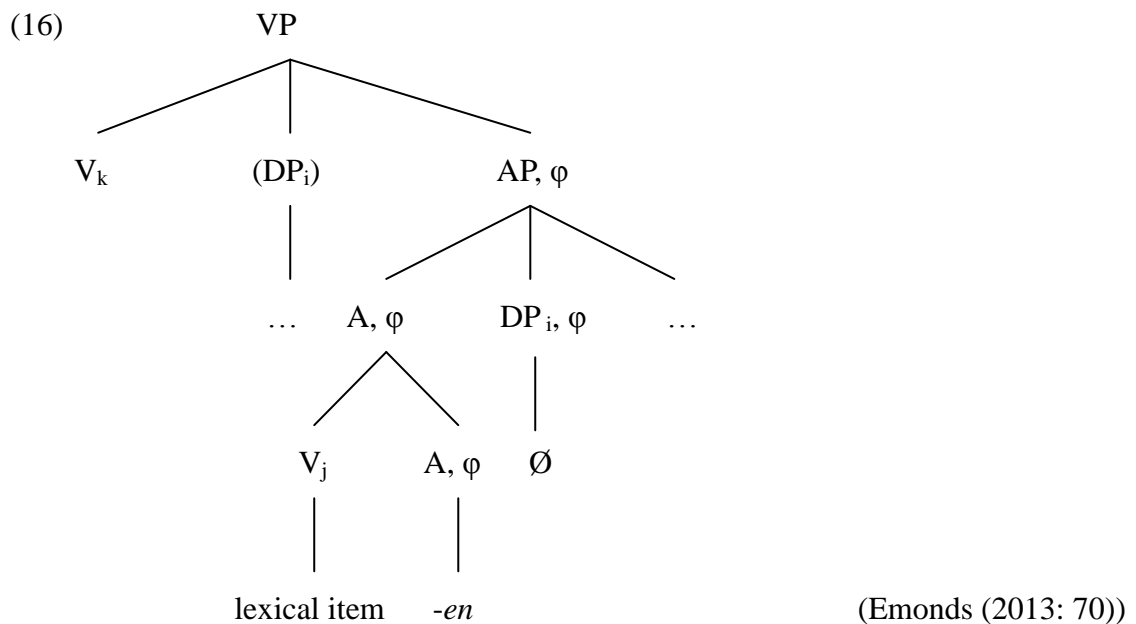 (16) VP
V_k (DP_i) AP, φ
… A, φ DP_i, φ …
V_j A, φ Ø
lexical item -en (Emonds (2013: 70))